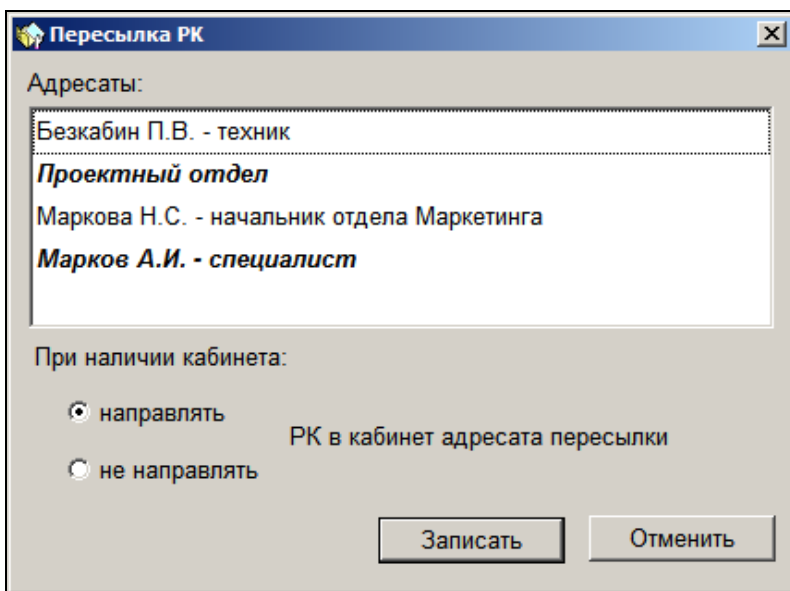 Пересылка РК
Адресаты:
Безкабин П.В. - техник
Проектный отдел
Маркова Н.С. - начальник отдела Маркетинга
Марков А.И. - специалист
При наличии кабинета:
направлять
РК в кабинет адресата пересылки
не направлять
Записать Отменить